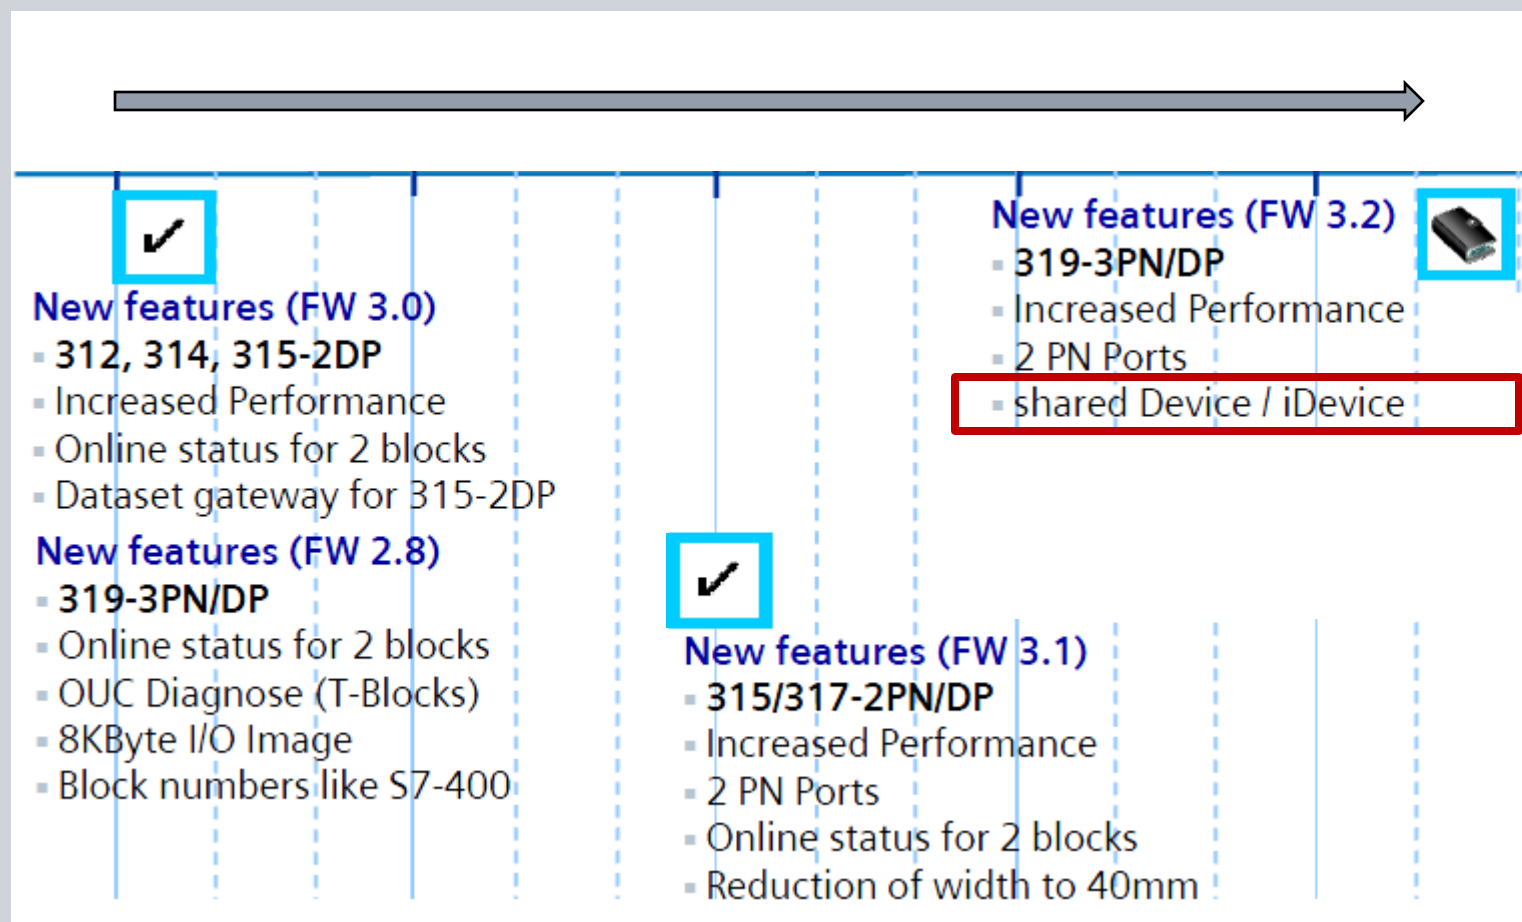 New features (FW 3.0)
312, 314, 315-2DP
Increased Performance
Online status for 2 blocks
Dataset gateway for 315-2DP
New features (FW 2.8)
319-3PN/DP
Online status for 2 blocks
OUC Diagnose (T-Blocks)
8KByte I/O Image
Block numbers like S7-400
New features (FW 3.1)
315/317-2PN/DP
Increased Performance
2 PN Ports
Online status for 2 blocks
Reduction of width to 40mm
New features (FW 3.2)
319-3PN/DP
Increased Performance
2 PN Ports
shared Device / iDevice